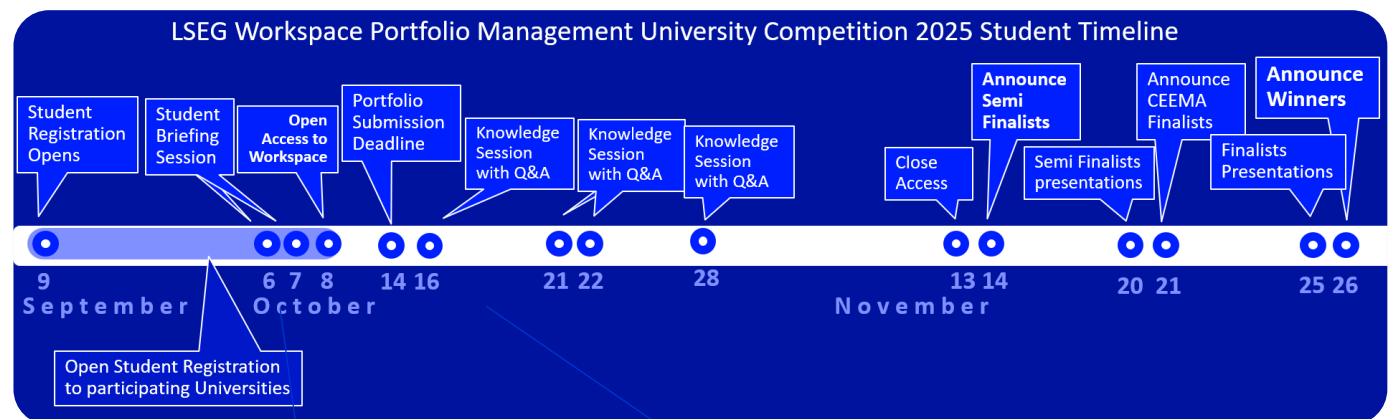 LSEG Workspace Portfolio Management University Competition 2025 Student Timeline
Student
Registration
Opens
Student
Briefing
Session
Open
Access to
Workspace
Portfolio
Submission
Deadline
Knowledge
Session
with Q&A
Knowledge
Session
with Q&A
Knowledge
Session
with Q&A
Close
Access
Announce
Semi
Finalists
Semi Finalists
presentations
Announce
CEEMA
Finalists
Finalists
Presentations
Announce
Winners
9
6
7
8
14
16
21
22
28
13
14
20
21
25
26
September
October
November
Open Student Registration
to participating Universities